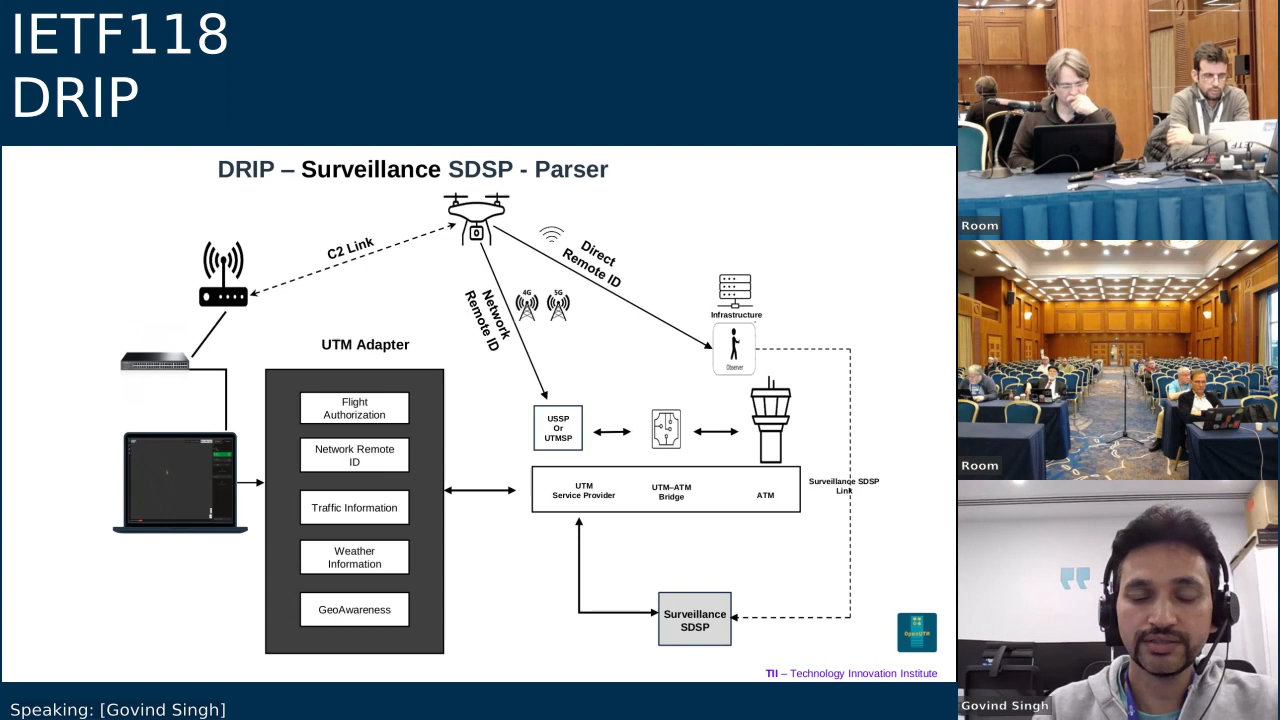 IETF118
DRIP
DRIP – Surveillance SDSP - Parser
C2 Link
Direct
Remote ID
Network
Remote ID
4G
5G
Infrastructure
Observer
UTM Adapter
Flight
Authorization
Network Remote
ID
Traffic Information
Weather
Information
GeoAwareness
USSP
Or
UTMSP
UTM
Service Provider
UTM–ATM
Bridge
ATM
Surveillance SDSP
Link
Surveillance
SDSP
OpenUTM
TII – Technology Innovation Institute
Speaking: [Govind Singh]
Room
IETF
Room
Govind Singh